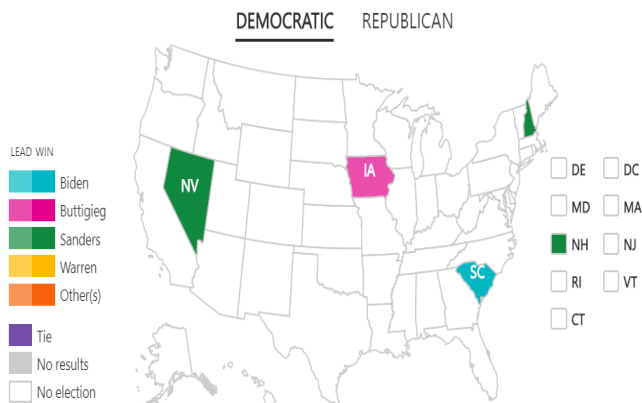 DEMOCRATIC REPUBLICAN
LEAD WIN
Biden
Buttigieg
Sanders
Warren
Other(s)
Tie
No results
No election
NV
IA
SC
DE DC
MD MA
NH NJ
RI VT
CT